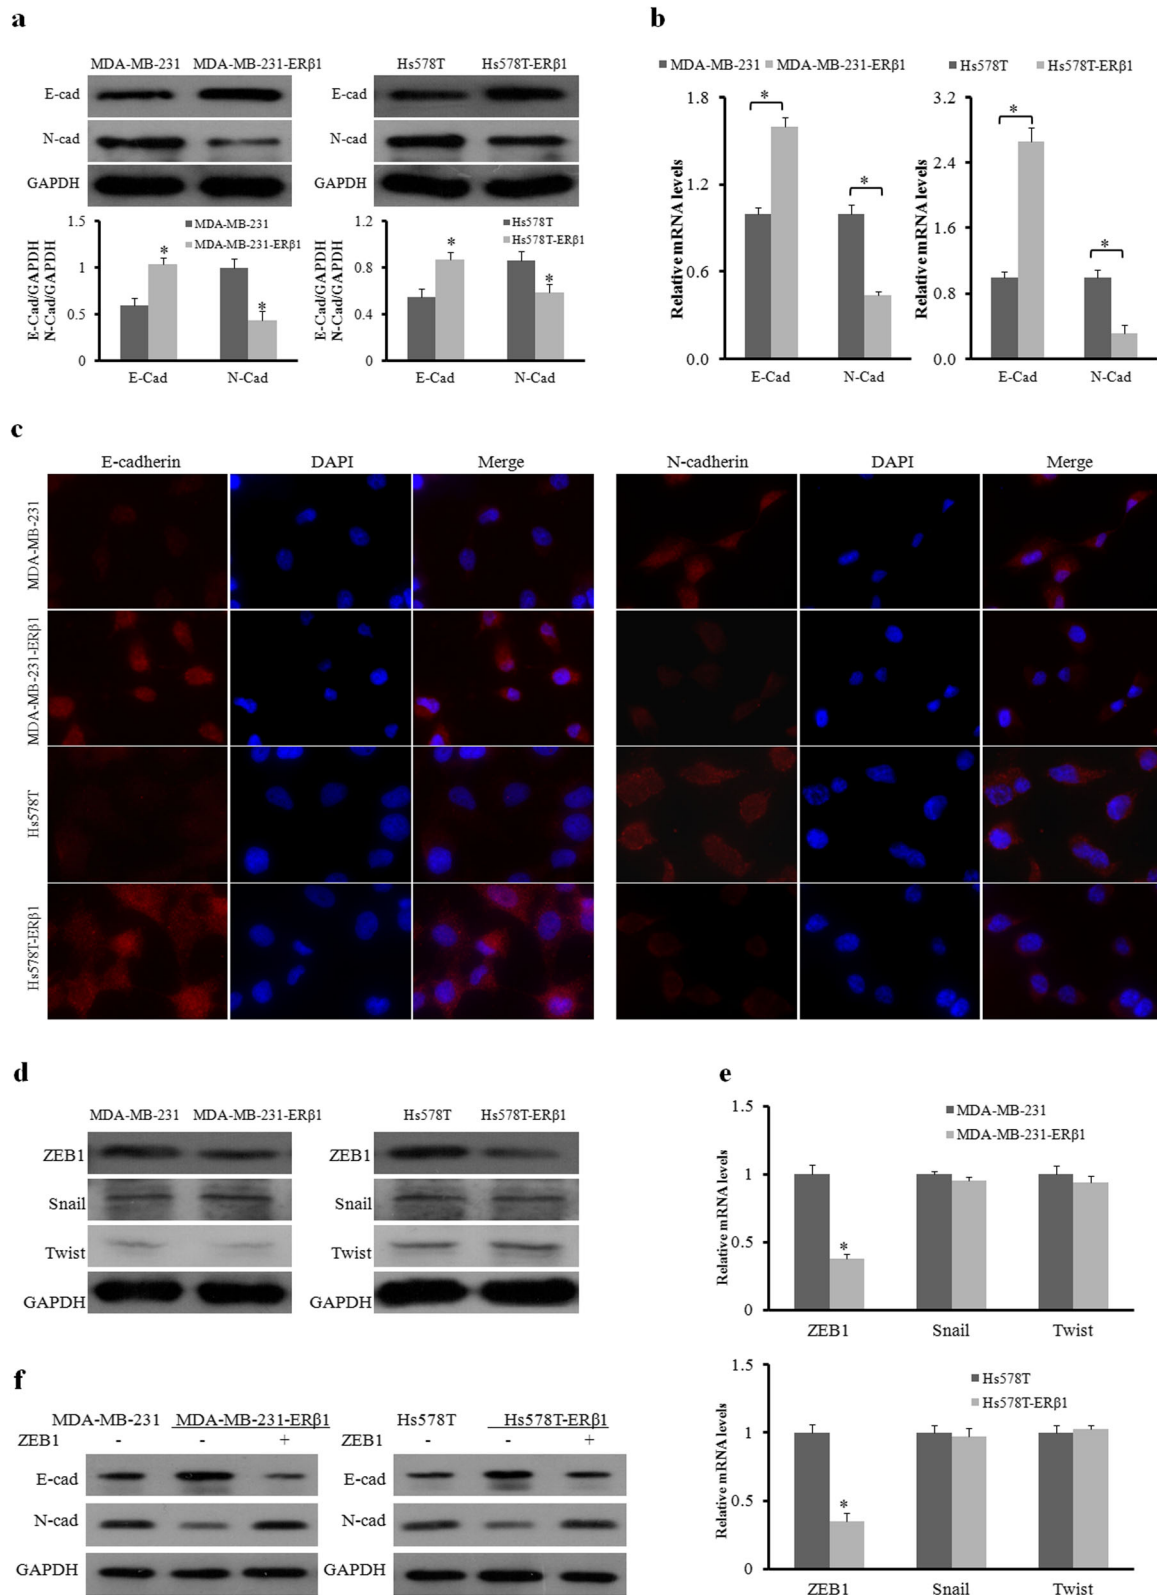 a
MDA-MB-231 MDA-MB-231-ERβ1
E-cad
N-cad
GAPDH
Hs578T Hs578T-ERβ1
E-cad
N-cad
GAPDH
E-Cad/GAPDH
N-Cad/GAPDH
1.5
1
0.5
0
MDA-MB-231
MDA-MB-231-ERβ1
* *
E-Cad N-Cad
E-Cad/GAPDH
N-Cad/GAPDH
1.2
0.8
0.4
0
Hs578T
Hs578T-ERβ1
* *
E-Cad N-Cad
b
MDA-MB-231 MDA-MB-231-ERβ1
Relative mRNA levels
1.8
1.2
0.6
0.0
* *
E-Cad N-Cad
Hs578T Hs578T-ERβ1
Relative mRNA levels
3.2
2.4
1.6
0.8
0.0
* *
E-Cad N-Cad
c
E-cadherin DAPI Merge N-cadherin DAPI Merge
MDA-MB-231
MDA-MB-231-ERβ1
Hs578T
Hs578T-ERβ1
d
MDA-MB-231 MDA-MB-231-ERβ1
ZEB1
Snail
Twist
GAPDH
Hs578T Hs578T-ERβ1
ZEB1
Snail
Twist
GAPDH
e
Relative mRNA levels
1.5
1
0.5
0
MDA-MB-231
MDA-MB-231-ERβ1
*
ZEB1 Snail Twist
Relative mRNA levels
1.5
1
0.5
0
Hs578T
Hs578T-ERβ1
*
ZEB1 Snail Twist
f
MDA-MB-231 MDA-MB-231-ERβ1
ZEB1 - - +
E-cad
N-cad
GAPDH
Hs578T Hs578T-ERβ1
ZEB1 - - +
E-cad
N-cad
GAPDH